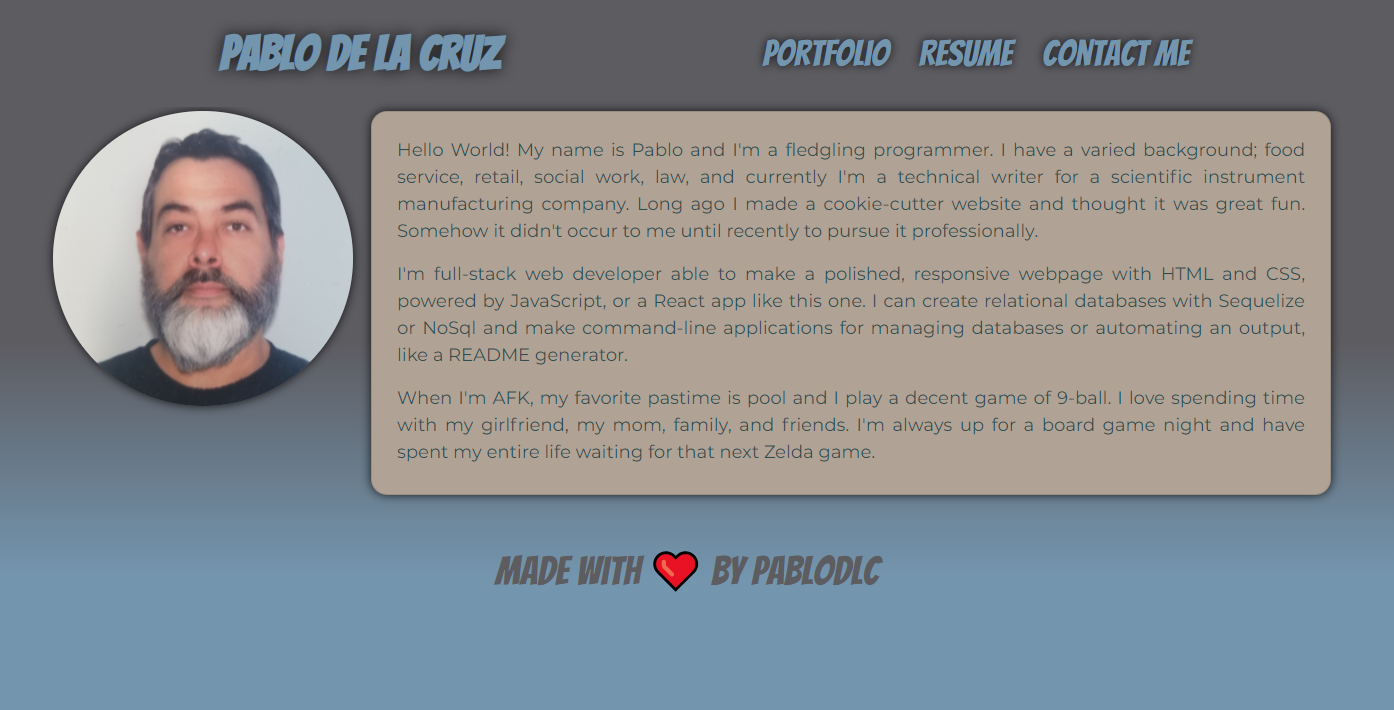 PABLO DE LA CRUZ
PORTFOLIO RESUME CONTACT ME
Hello World! My name is Pablo and I'm a fledgling programmer. I have a varied background; food
service, retail, social work, law, and currently I'm a technical writer for a scientific instrument
manufacturing company. Long ago I made a cookie-cutter website and thought it was great fun.
Somehow it didn't occur to me until recently to pursue it professionally.
I'm full-stack web developer able to make a polished, responsive webpage with HTML and CSS,
powered by JavaScript, or a React app like this one. I can create relational databases with Sequelize
or NoSql and make command-line applications for managing databases or automating an output,
like a README generator.
When I'm AFK, my favorite pastime is pool and I play a decent game of 9-ball. I love spending time
with my girlfriend, my mom, family, and friends. I'm always up for a board game night and have
spent my entire life waiting for that next Zelda game.
MADE WITH BY PABLODLC